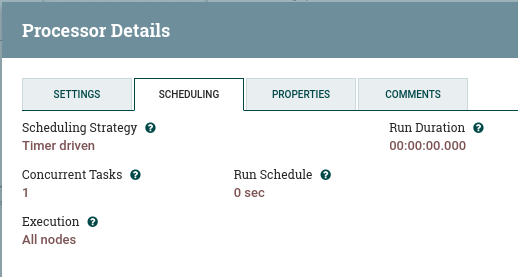 Processor Details
SETTINGS SCHEDULING PROPERTIES COMMENTS
Scheduling Strategy Run Duration
Timer driven 00:00:00.000
Concurrent Tasks Run Schedule
1 0 sec
Execution
All nodes